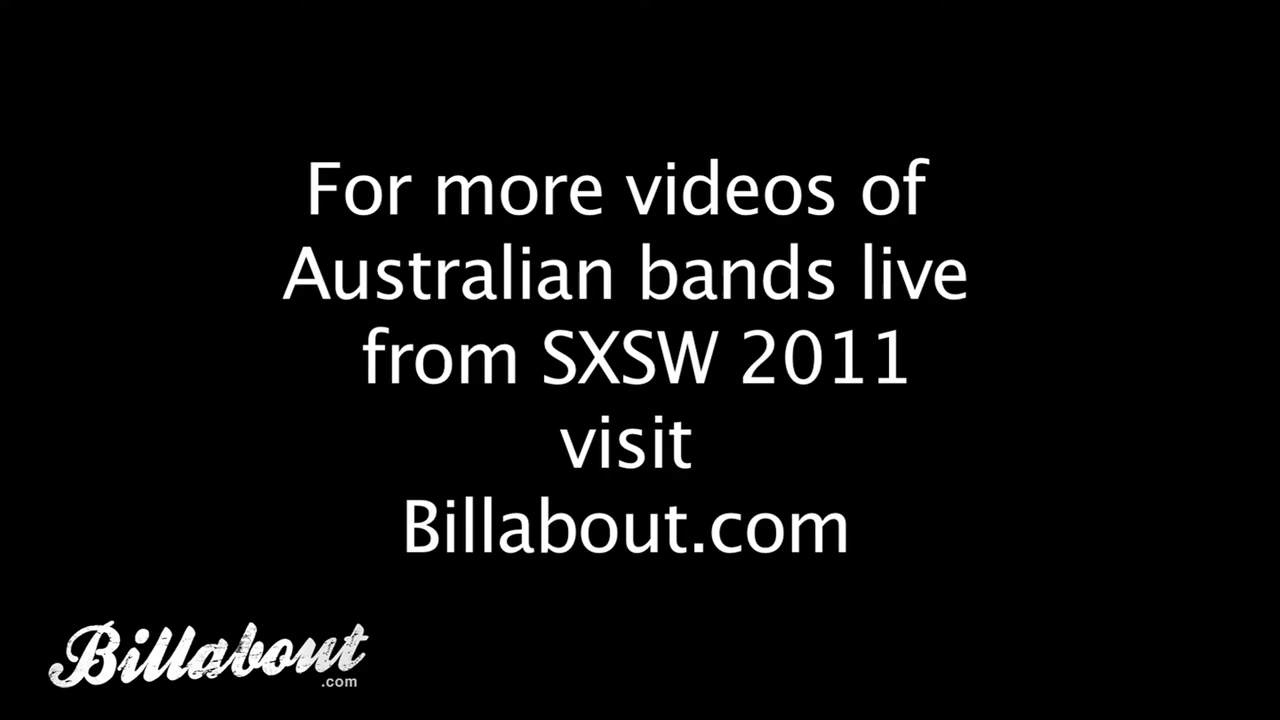 For more videos of
Australian bands live
from SXSW 2011
visit
Billabout.com
Billabout
.com